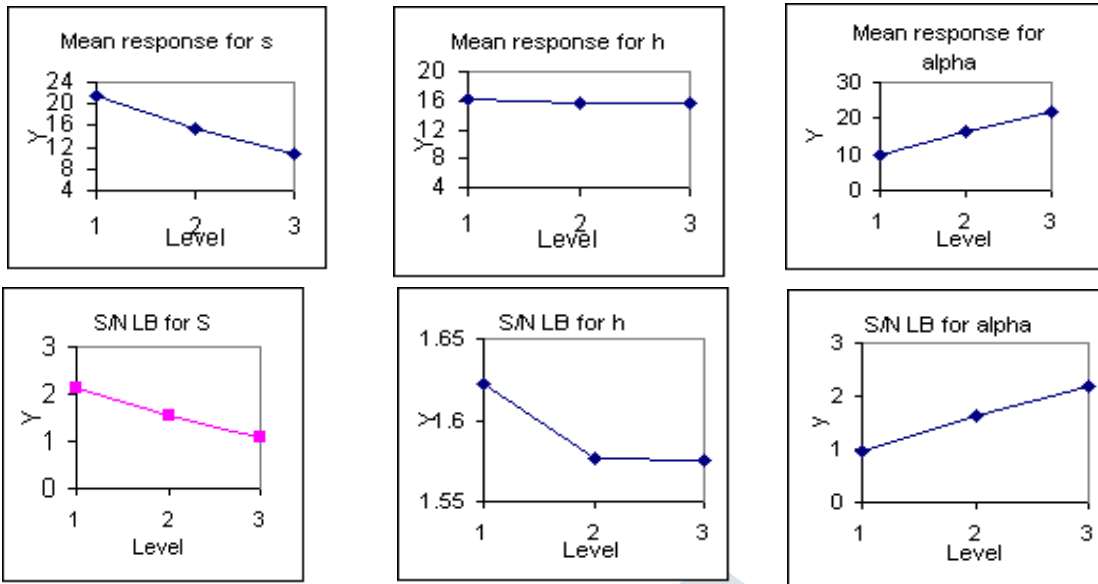 Mean response for s
24
20
16
12
8
4
Y
1 2 3
Level
Mean response for h
20
16
12
8
4
Y
1 2 3
Level
Mean response for
alpha
30
20
10
0
Y
1 2 3
Level
S/N LB for S
3
2
1
0
Y
1 2 3
Level
S/N LB for h
1.65
1.6
1.55
Y
1 2 3
Level
S/N LB for alpha
3
2
1
0
y
1 2 3
Level